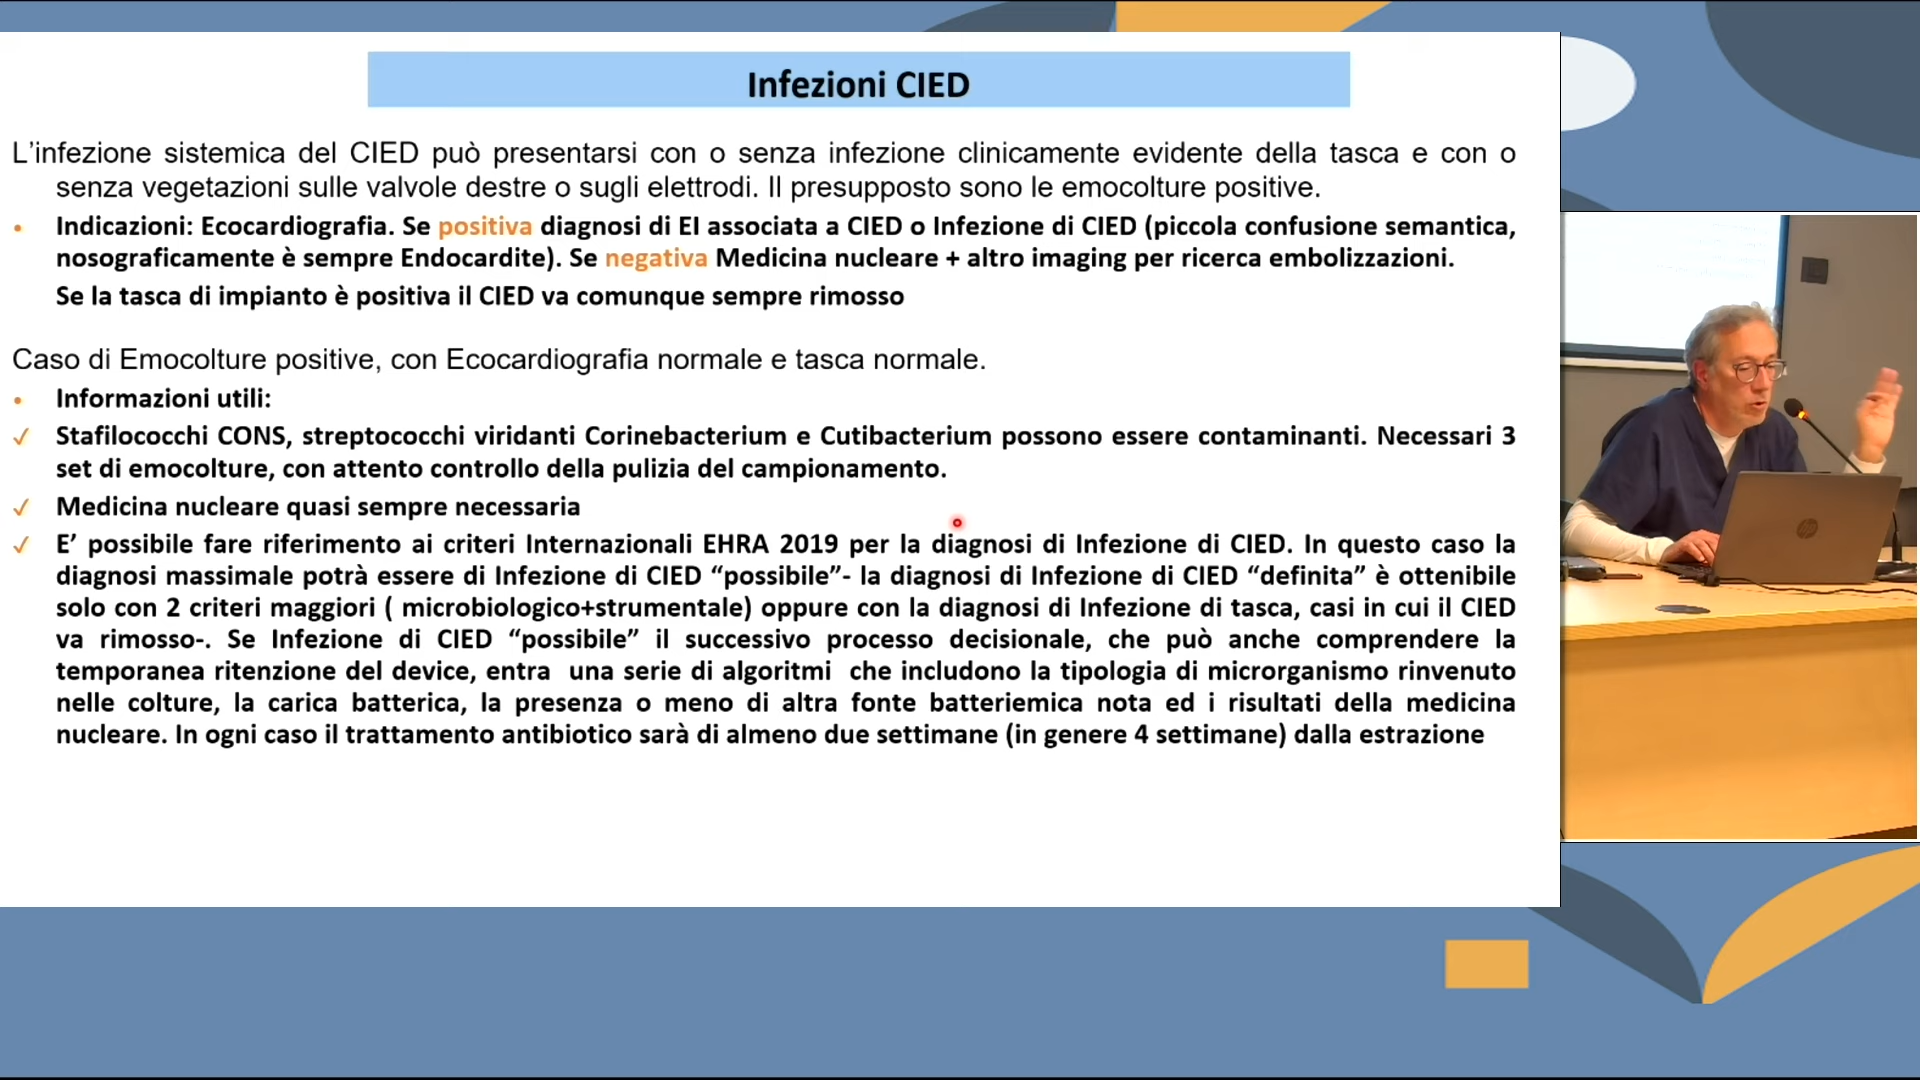 Infezioni CIED
L’infezione sistemica del CIED può presentarsi con o senza infezione clinicamente evidente della tasca e con o
senza vegetazioni sulle valvole destre o sugli elettrodi. Il presupposto sono le emocolture positive.
• Indicazioni: Ecocardiografia. Se positiva diagnosi di EI associata a CIED o Infezione di CIED (piccola confusione semantica,
nosograficamente è sempre Endocardite). Se negativa Medicina nucleare + altro imaging per ricerca embolizzazioni.
Se la tasca di impianto è positiva il CIED va comunque sempre rimosso
Caso di Emocolture positive, con Ecocardiografia normale e tasca normale.
• Informazioni utili:
✓ Stafilococchi CONS, streptococchi viridanti Corinebacterium e Cutibacterium possono essere contaminanti. Necessari 3
set di emocolture, con attento controllo della pulizia del campionamento.
✓ Medicina nucleare quasi sempre necessaria
✓ E’ possibile fare riferimento ai criteri Internazionali EHRA 2019 per la diagnosi di Infezione di CIED. In questo caso la
diagnosi massimale potrà essere di Infezione di CIED “possibile”- la diagnosi di Infezione di CIED “definita” è ottenibile
solo con 2 criteri maggiori ( microbiologico+strumentale) oppure con la diagnosi di Infezione di tasca, casi in cui il CIED
va rimosso-. Se Infezione di CIED “possibile” il successivo processo decisionale, che può anche comprendere la
temporanea ritenzione del device, entra una serie di algoritmi che includono la tipologia di microrganismo rinvenuto
nelle colture, la carica batterica, la presenza o meno di altra fonte batteriemica nota ed i risultati della medicina
nucleare. In ogni caso il trattamento antibiotico sarà di almeno due settimane (in genere 4 settimane) dalla estrazione
hp